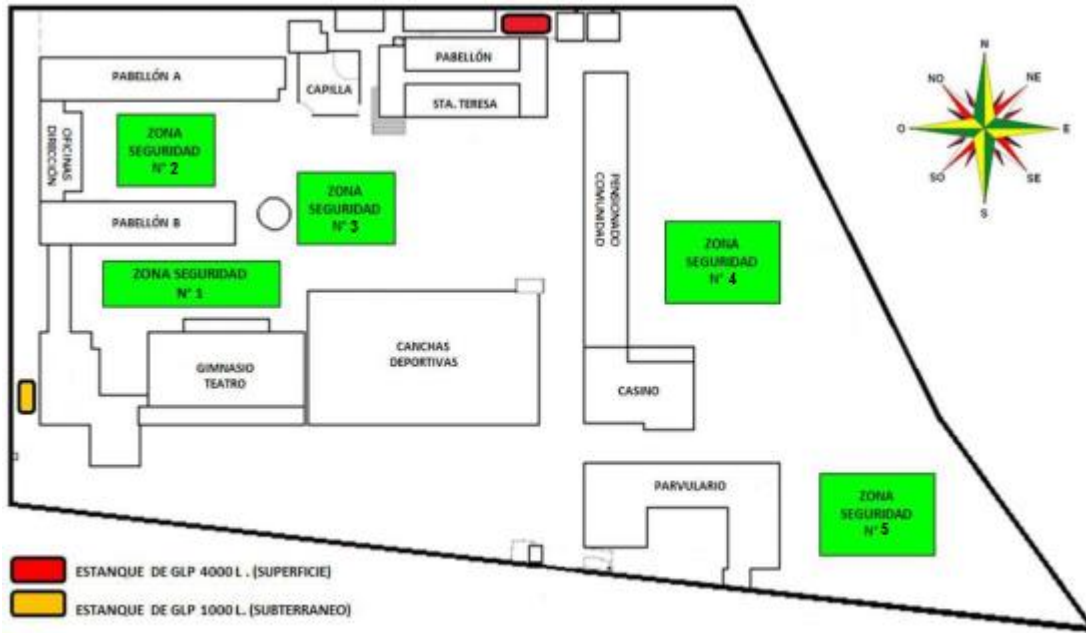 PABELLÓN A
CAPILLA
PABELLÓN
STA. TERESA
N
NO
NE
O
E
SO
SE
S
OFICINAS
DIRECCIÓN
ZONA
SEGURIDAD
N° 2
ZONA
SEGURIDAD
N° 3
PENSIONADO
COMUNIDAD
PABELLÓN B
ZONA
SEGURIDAD
N° 4
ZONA SEGURIDAD
N° 1
GIMNASIO
TEATRO
CANCHAS
DEPORTIVAS
CASINO
PARVULARIO
ZONA
SEGURIDAD
N° 5
ESTANQUE DE GLP 4000 L . (SUPERFICIE)
ESTANQUE DE GLP 1000 L. (SUBTERRANEO)